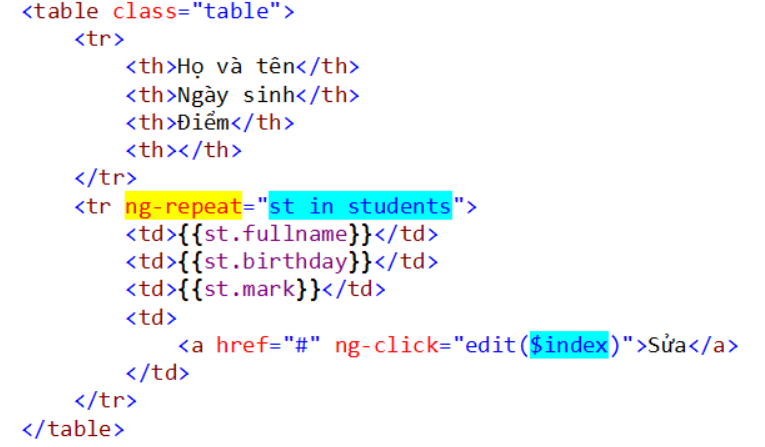 <table class="table">
<tr>
<th>Họ và tên</th>
<th>Ngày sinh</th>
<th>Điểm</th>
<th></th>
</tr>
<tr ng-repeat="st in students">
<td>{{st.fullname}}</td>
<td>{{st.birthday}}</td>
<td>{{st.mark}}</td>
<td>
<a href="#" ng-click="edit($index)">Sửa</a>
</td>
</tr>
</table>